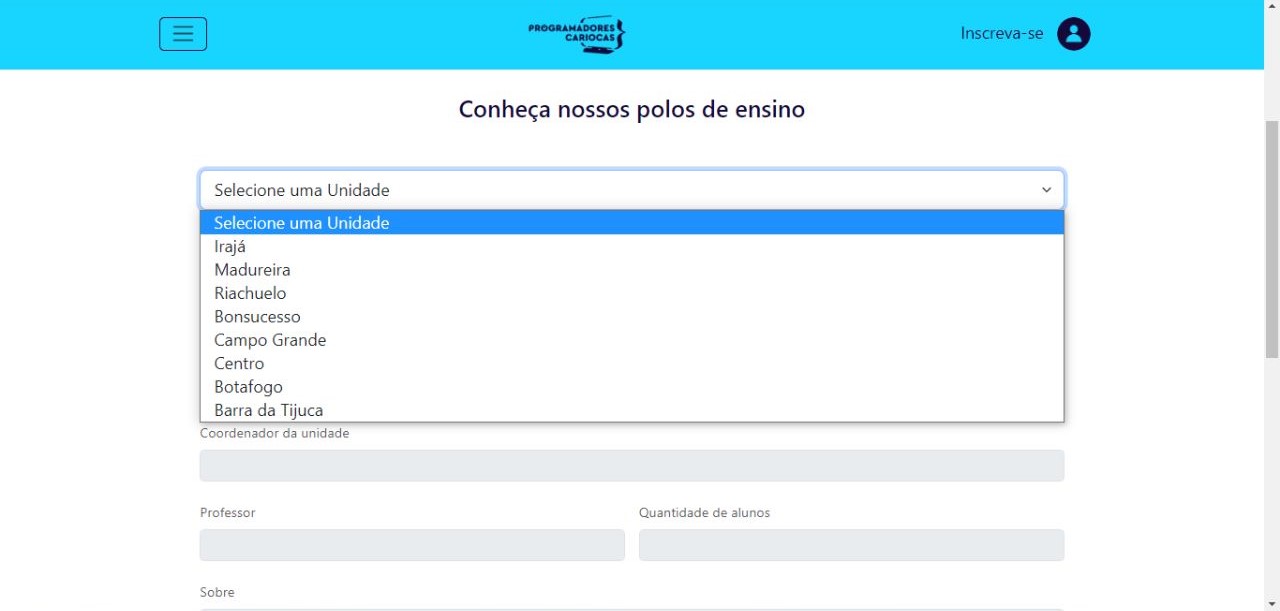 PROGRAMADORES
CARIOCAS
Inscreva-se
Conheça nossos polos de ensino
Selecione uma Unidade
Selecione uma Unidade
Irajá
Madureira
Riachuelo
Bonsucesso
Campo Grande
Centro
Botafogo
Barra da Tijuca
Coordenador da unidade
Professor
Quantidade de alunos
Sobre